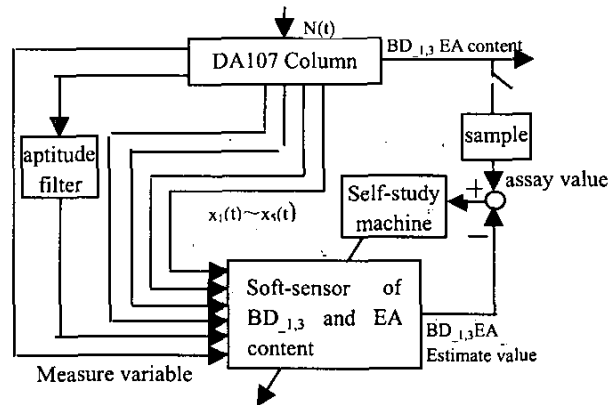 N(t)
DA107 Column
BD_1,3 EA content
aptitude
filter
sample
assay value
+
Self-study
machine
x1(t)～x5(t)
−
Soft-sensor of
BD_1,3 and EA
content
BD_1,3EA
Estimate value
Measure variable